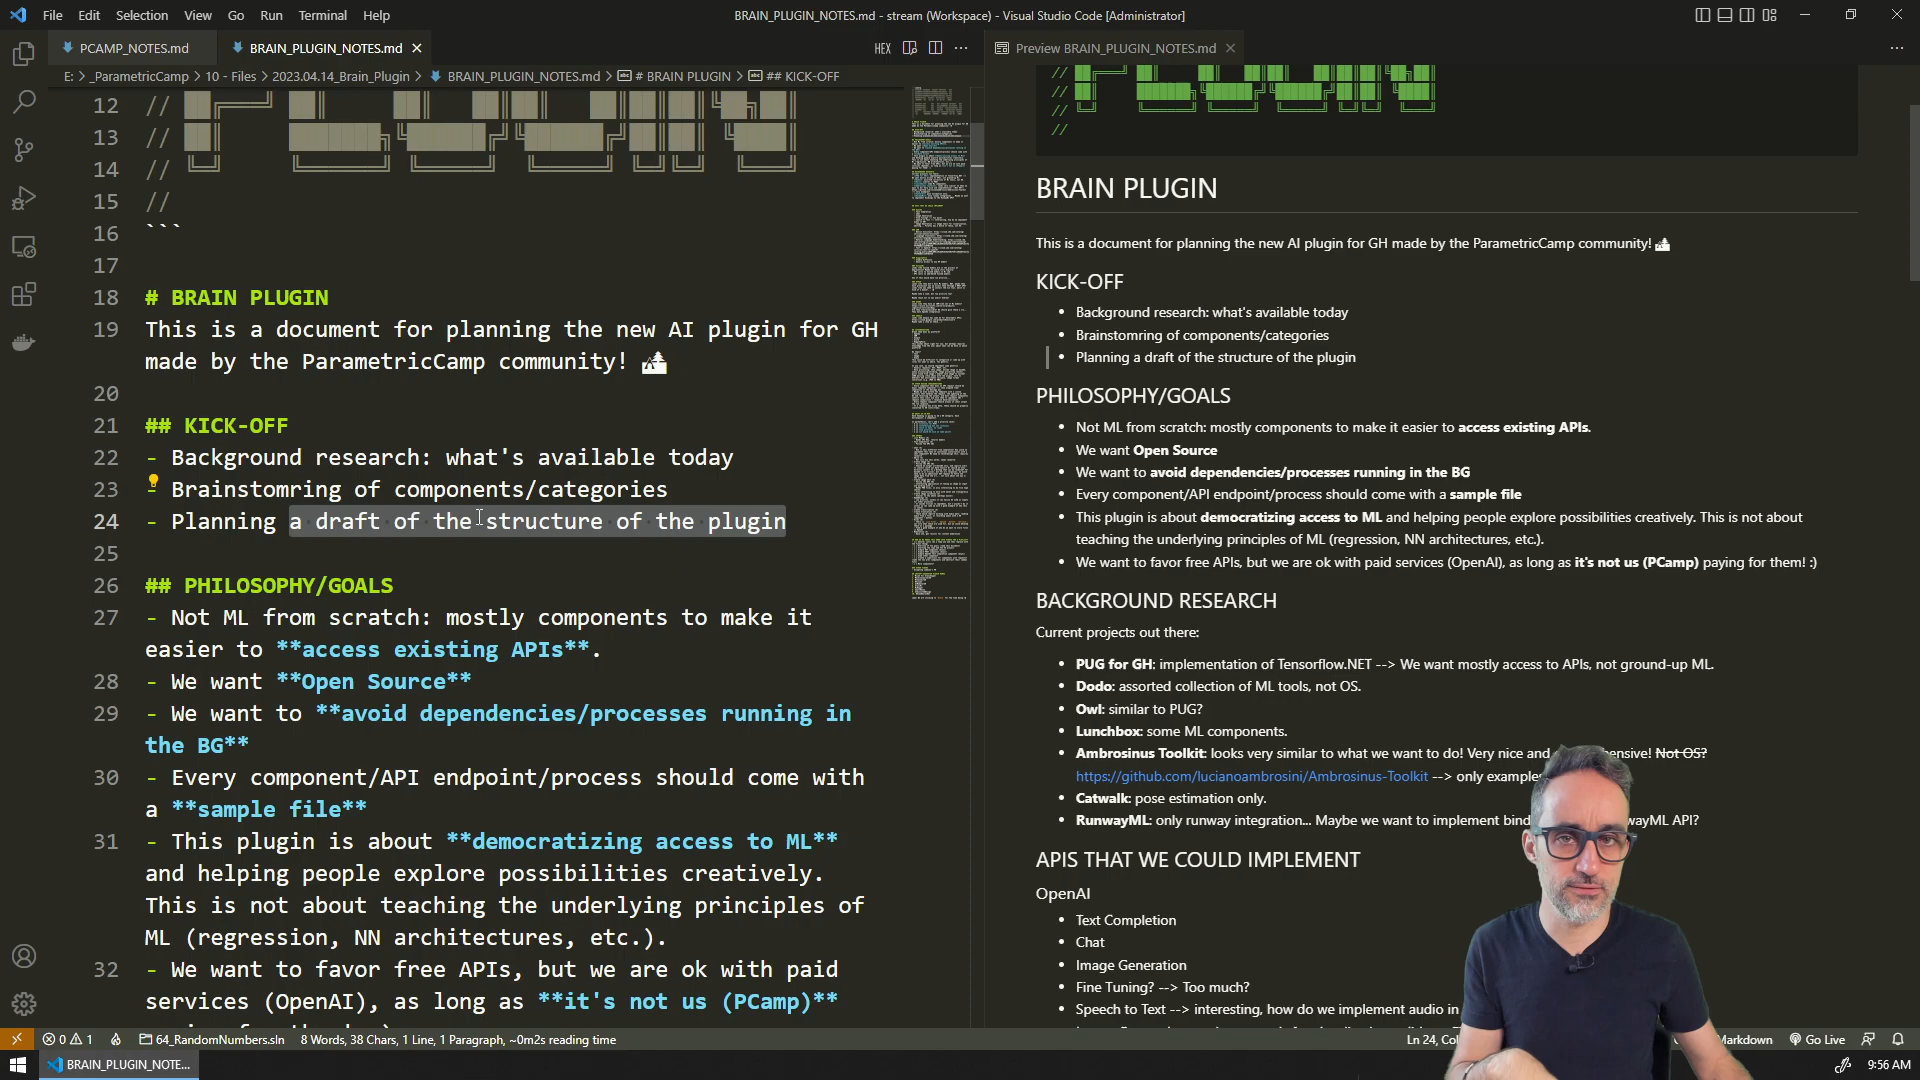 File Edit Selection View Go Run Terminal Help
BRAIN_PLUGIN_NOTES.md - stream (Workspace) - Visual Studio Code [Administrator]
PCAMP_NOTES.md
BRAIN_PLUGIN_NOTES.md
HEX
E: > _ParametricCamp > 10 - Files > 2023.04.14_Brain_Plugin > BRAIN_PLUGIN_NOTES.md > # BRAIN PLUGIN > ## KICK-OFF
12 //
13 //
14 //
15 //
16 ```
17
18 # BRAIN PLUGIN
19 This is a document for planning the new AI plugin for GH
made by the ParametricCamp community! 🏕
20
21 ## KICK-OFF
22 - Background research: what's available today
23 - Brainstomring of components/categories
24 - Planning a draft of the structure of the plugin
25
26 ## PHILOSOPHY/GOALS
27 - Not ML from scratch: mostly components to make it
easier to **access existing APIs**.
28 - We want **Open Source**
29 - We want to **avoid dependencies/processes running in
the BG**
30 - Every component/API endpoint/process should come with
a **sample file**
31 - This plugin is about **democratizing access to ML**
and helping people explore possibilities creatively.
This is not about teaching the underlying principles of
ML (regression, NN architectures, etc.).
32 - We want to favor free APIs, but we are ok with paid
services (OpenAI), as long as **it's not us (PCamp)**
Preview BRAIN_PLUGIN_NOTES.md
//
//
//
//
BRAIN PLUGIN
This is a document for planning the new AI plugin for GH made by the ParametricCamp community! 🏕
KICK-OFF
• Background research: what's available today
• Brainstomring of components/categories
• Planning a draft of the structure of the plugin
PHILOSOPHY/GOALS
• Not ML from scratch: mostly components to make it easier to access existing APIs.
• We want Open Source
• We want to avoid dependencies/processes running in the BG
• Every component/API endpoint/process should come with a sample file
• This plugin is about democratizing access to ML and helping people explore possibilities creatively. This is not about
teaching the underlying principles of ML (regression, NN architectures, etc.).
• We want to favor free APIs, but we are ok with paid services (OpenAI), as long as it's not us (PCamp) paying for them! :)
BACKGROUND RESEARCH
Current projects out there:
• PUG for GH: implementation of Tensorflow.NET --> We want mostly access to APIs, not ground-up ML.
• Dodo: assorted collection of ML tools, not OS.
• Owl: similar to PUG?
• Lunchbox: some ML components.
• Ambrosinus Toolkit: looks very similar to what we want to do! Very nice and Not OS?
https://github.com/lucianoambrosini/Ambrosinus-Toolkit --> only
• Catwalk: pose estimation only.
• RunwayML: only runway integration... Maybe we want to implement API?
APIS THAT WE COULD IMPLEMENT
OpenAI
• Text Completion
• Chat
• Image Generation
• Fine Tuning? --> Too much?
• Speech to Text --> interesting, how do we implement audio in
0 1 64_RandomNumbers.sln 8 Words, 38 Chars, 1 Line, 1 Paragraph, ~0m2s reading time
Ln 24, Go Live
BRAIN_PLUGIN_NOTE...
9:56 AM